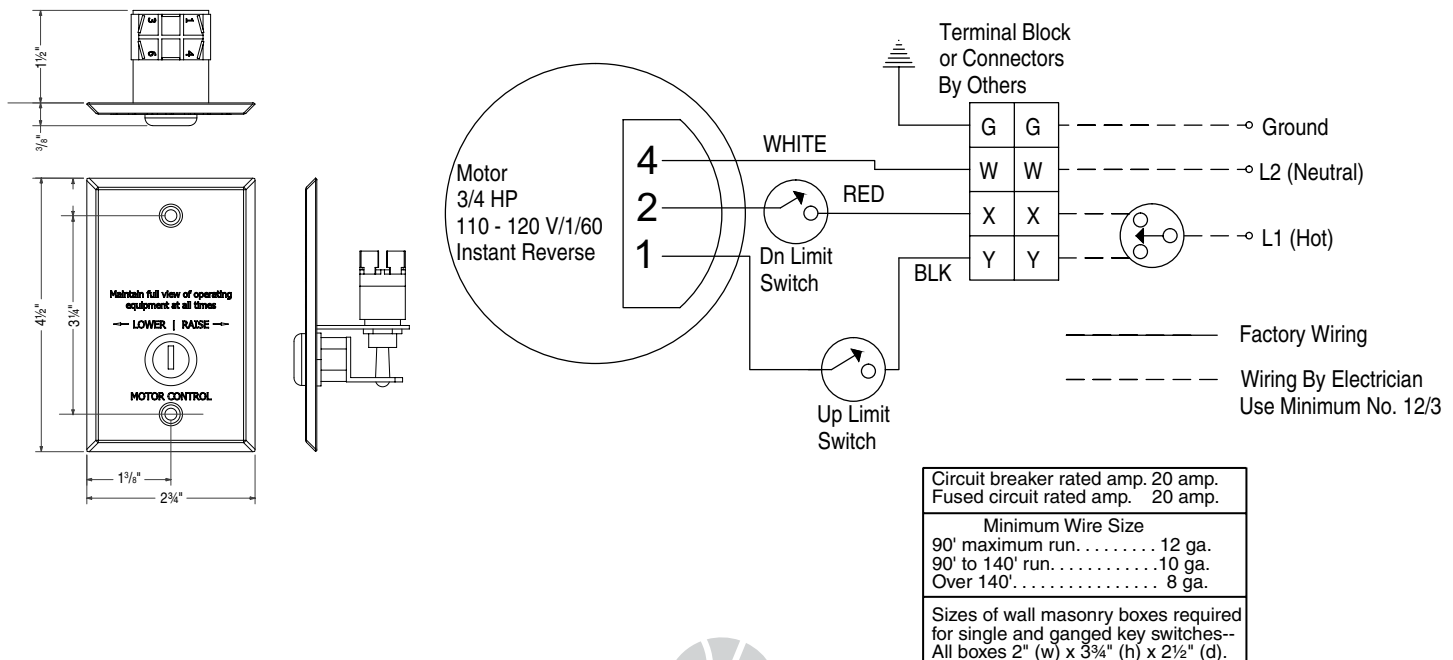 3 1
6 4
1½"
3/8"
4½"
3¼"
Maintain full view of operating
equipment at all times
LOWER | RAISE
MOTOR CONTROL
1³/8"
2¾"
Motor
3/4 HP
110 - 120 V/1/60
Instant Reverse
4
2
1
WHITE
RED
BLK
Dn Limit
Switch
Up Limit
Switch
Terminal Block
or Connectors
By Others
G G
W W
X X
Y Y
Ground
L2 (Neutral)
L1 (Hot)
Factory Wiring
Wiring By Electrician
Use Minimum No. 12/3
Circuit breaker rated amp. 20 amp.
Fused circuit rated amp. 20 amp.
Minimum Wire Size
90' maximum run. . . . . . . . . 12 ga.
90' to 140' run. . . . . . . . . . . .10 ga.
Over 140'. . . . . . . . . . . . . . . . 8 ga.
Sizes of wall masonry boxes required
for single and ganged key switches--
All boxes 2" (w) x 3¾" (h) x 2½" (d).